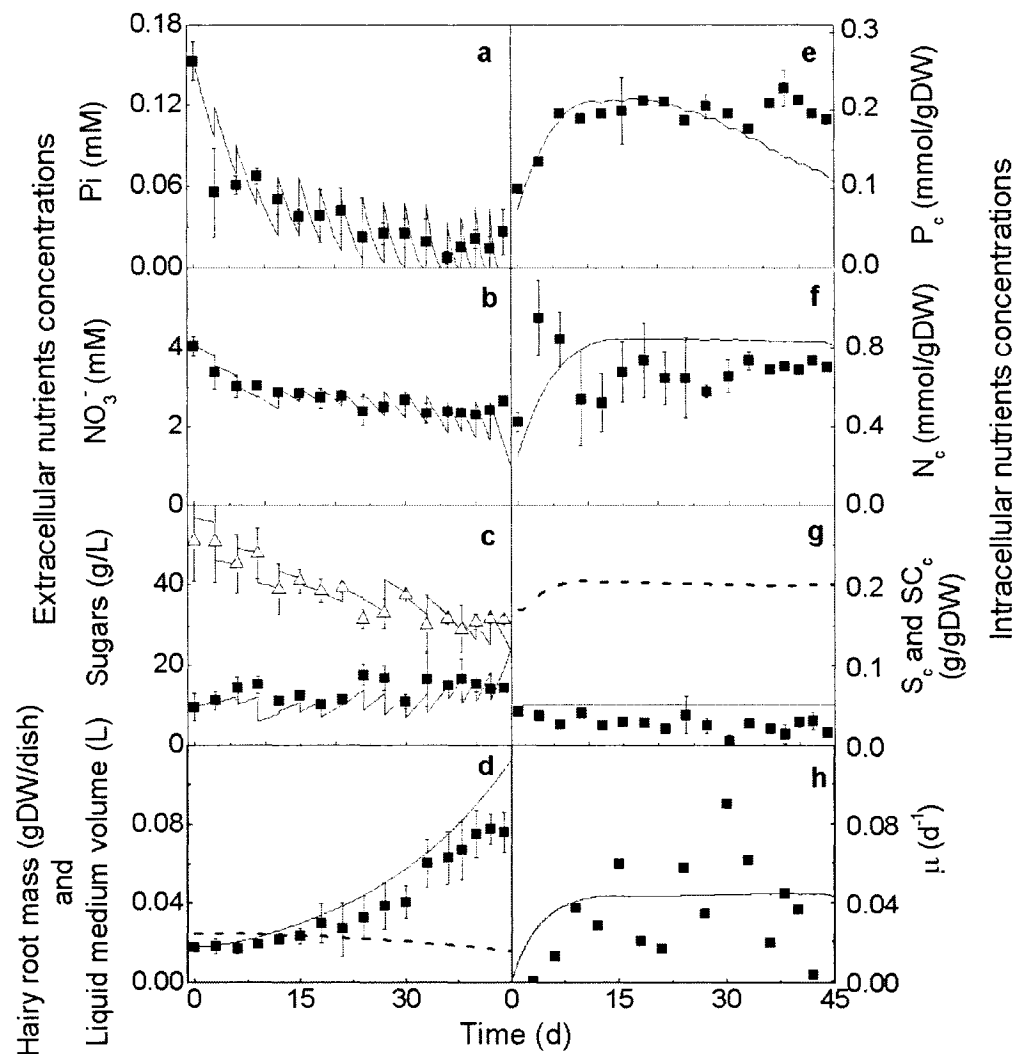 Extracellular nutrients concentrations
Hairy root mass (gDW/dish)
and
Liquid medium volume (L)
Pi (mM)
0.18
0.12
0.06
0.00
a
NO₃⁻ (mM)
4
2
0
b
Sugars (g/L)
40
20
0
c
0.08
0.04
0.00
d
0 15 30
e
0.3
0.2
0.1
0.0
P_c (mmol/gDW)
f
0.8
0.4
0.0
N_c (mmol/gDW)
g
0.2
0.1
0.0
S_c and SC_c
(g/gDW)
h
0.08
0.04
0.00
μ (d⁻¹)
0 15 30 45
Time (d)
Intracellular nutrients concentrations